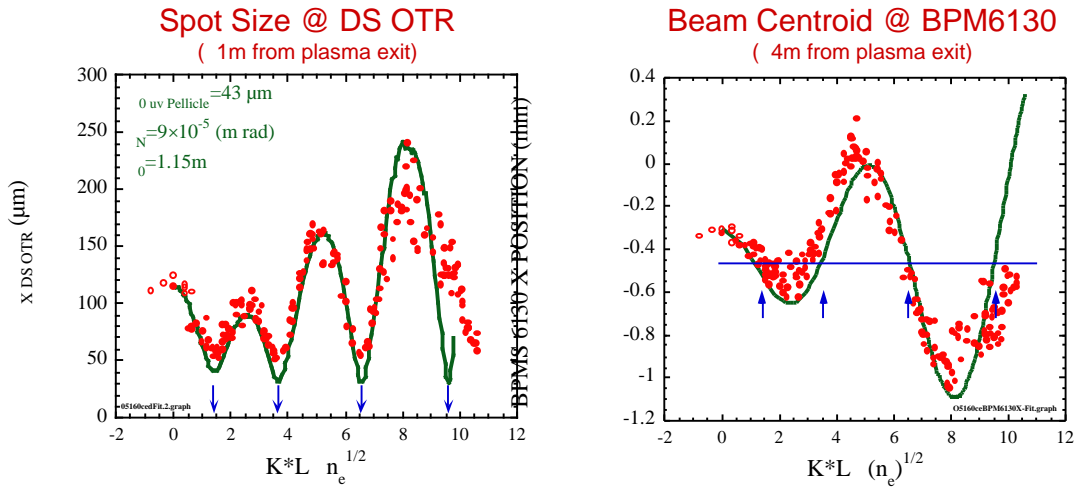 Spot Size @ DS OTR
( 1m from plasma exit)
300
250
200
150
100
50
0
-2
0
2
4
6
8
10
12
X DS OTR (µm)
0 uv Pellicle=43 µm
N=9×10-5 (m rad)
0=1.15m
05160cedFit.2.graph
K*L ne1/2
Beam Centroid @ BPM6130
( 4m from plasma exit)
BPMS 6130 X POSITION (mm)
0.4
0.2
0
-0.2
-0.4
-0.6
-0.8
-1
-1.2
-2
0
2
4
6
8
10
12
O5160ceBPM6130X-Fit.graph
K*L (ne)1/2